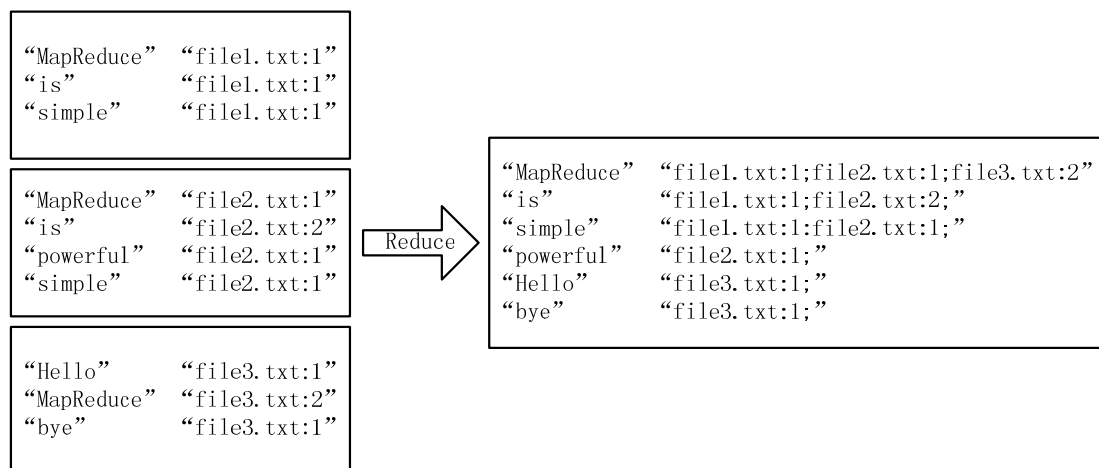 “MapReduce” “file1.txt:1”
“is” “file1.txt:1”
“simple” “file1.txt:1”
“MapReduce” “file2.txt:1”
“is” “file2.txt:2”
“powerful” “file2.txt:1”
“simple” “file2.txt:1”
“Hello” “file3.txt:1”
“MapReduce” “file3.txt:2”
“bye” “file3.txt:1”
Reduce
“MapReduce” “file1.txt:1;file2.txt:1;file3.txt:2”
“is” “file1.txt:1;file2.txt:2;”
“simple” “file1.txt:1:file2.txt:1;”
“powerful” “file2.txt:1;”
“Hello” “file3.txt:1;”
“bye” “file3.txt:1;”